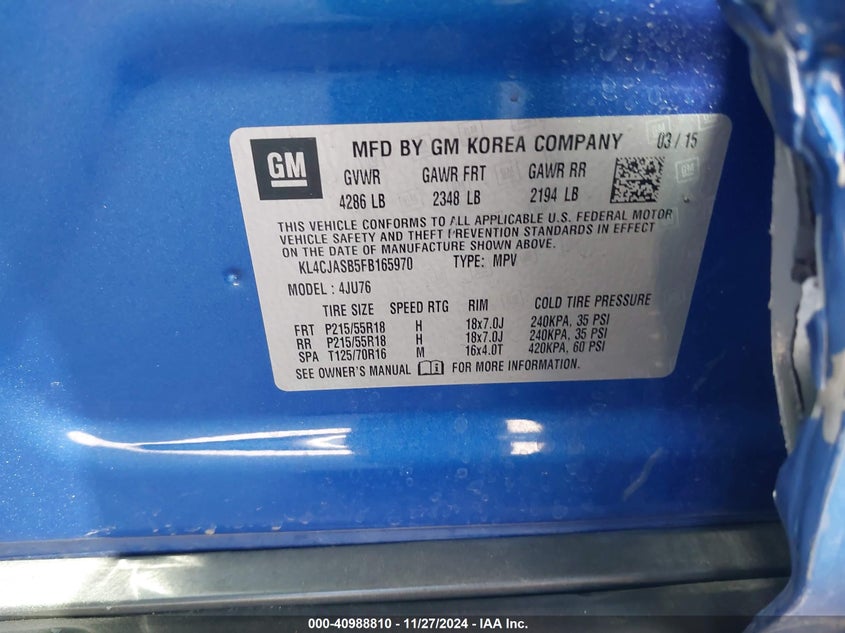 GM
MFD BY GM KOREA COMPANY 03 / 15
GVWR GAWR FRT GAWR RR
4286 LB 2348 LB 2194 LB
THIS VEHICLE CONFORMS TO ALL APPLICABLE U.S. FEDERAL MOTOR
VEHICLE SAFETY AND THEFT PREVENTION STANDARDS IN EFFECT
ON THE DATE OF MANUFACTURE SHOWN ABOVE.
KL4CJASB5FB165970 TYPE: MPV
MODEL : 4JU76
TIRE SIZE SPEED RTG RIM COLD TIRE PRESSURE
FRT P215/55R18 H 18x7.0J 240KPA, 35 PSI
RR P215/55R18 H 18x7.0J 240KPA, 35 PSI
SPA T125/70R16 M 16x4.0T 420KPA, 60 PSI
SEE OWNER'S MANUAL FOR MORE INFORMATION.
000-40988810 - 11/27/2024 - IAA Inc.